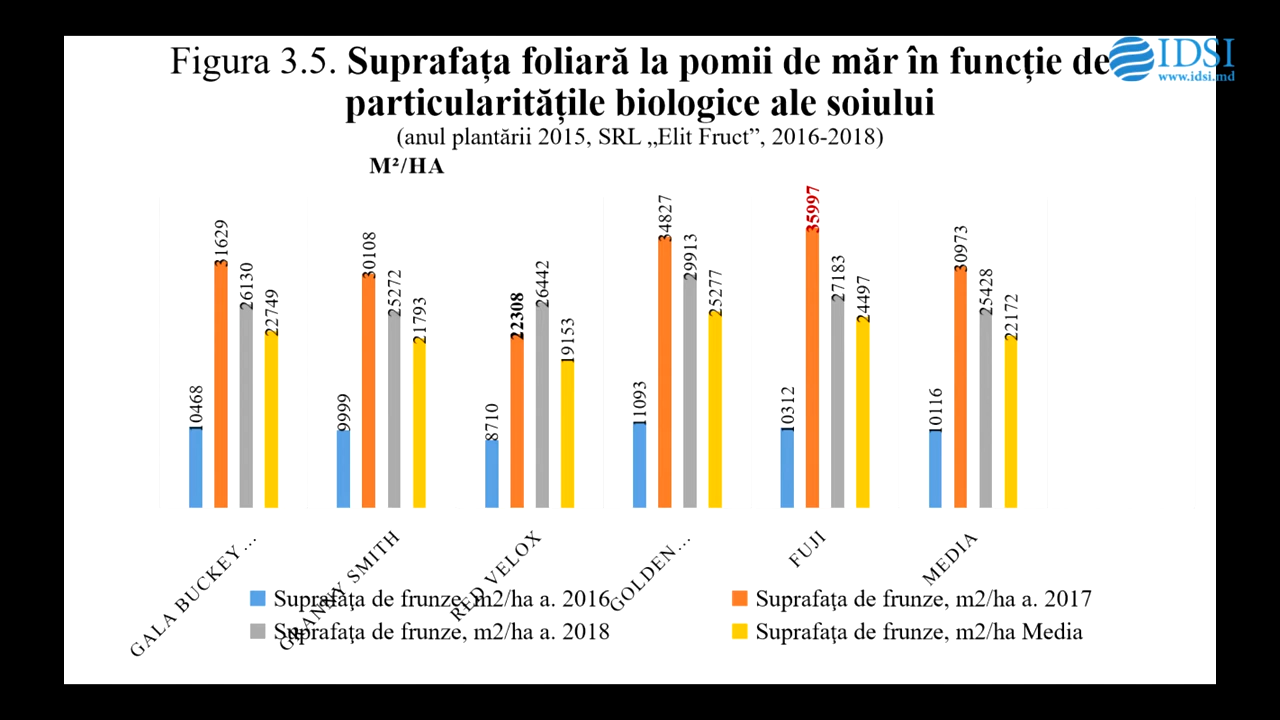 Figura 3.5. Suprafața foliară la pomii de măr în funcție de
particularitățile biologice ale soiului
(anul plantării 2015, SRL „Elit Fruct”, 2016-2018)
IDSI
www.idsi.md
M²/HA
10468
31629
26130
22749
9999
30108
25272
21793
8710
22308
26442
19153
11093
34827
29913
25277
10312
35997
27183
24497
10116
30973
25428
22172
GALA BUCKEY…
GRANNY SMITH
RED VELOX
GOLDEN…
FUJI
MEDIA
Suprafaţa de frunze, m2/ha a. 2016
Suprafaţa de frunze, m2/ha a. 2017
Suprafaţa de frunze, m2/ha a. 2018
Suprafaţa de frunze, m2/ha Media